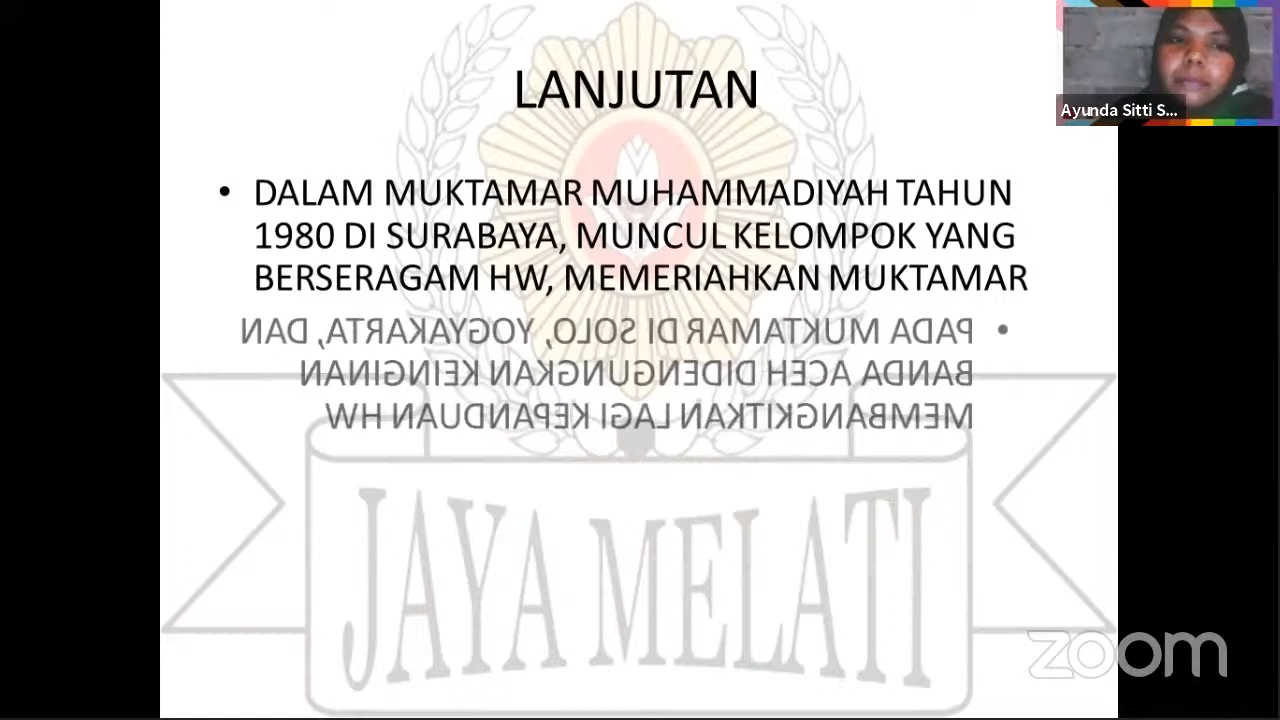 LANJUTAN
• DALAM MUKTAMAR MUHAMMADIYAH TAHUN
1980 DI SURABAYA, MUNCUL KELOMPOK YANG
BERSERAGAM HW, MEMERIAHKAN MUKTAMAR
• PADA MUKTAMAR DI SOLO, YOGYAKARTA, DAN
BANDA ACEH DIDENGUNGKAN KEINGINAN
MEMBANGKITKAN LAGI KEPANDUAN HW
JAYA MELATI
Ayunda Sitti S...
zoom